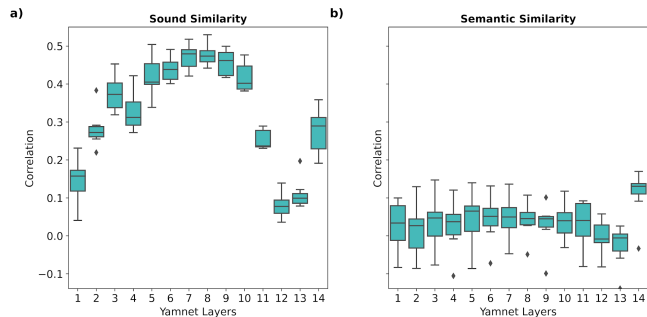 a)
Sound Similarity
0.5
0.4
0.3
0.2
0.1
0.0
−0.1
Correlation
1 2 3 4 5 6 7 8 9 10 11 12 13 14
Yamnet Layers
b)
Semantic Similarity
Correlation
1 2 3 4 5 6 7 8 9 10 11 12 13 14
Yamnet Layers